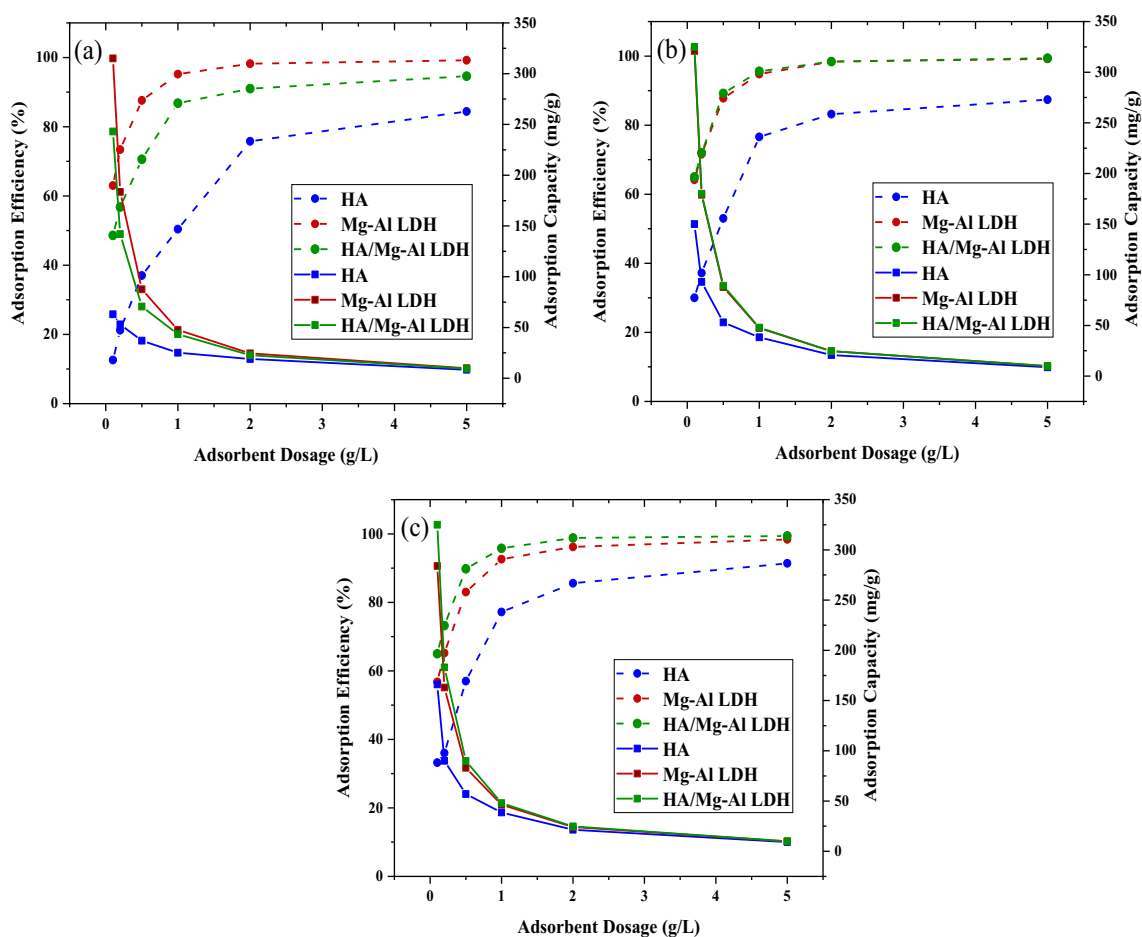 (a)
Adsorption Efficiency (%)
100
80
60
40
20
0
HA
Mg-Al LDH
HA/Mg-Al LDH
HA
Mg-Al LDH
HA/Mg-Al LDH
350
300
250
200
150
100
50
0
Adsorption Capacity (mg/g)
0 1 2 3 4 5
Adsorbent Dosage (g/L)
(b)
Adsorption Efficiency (%)
100
80
60
40
20
0
HA
Mg-Al LDH
HA/Mg-Al LDH
HA
Mg-Al LDH
HA/Mg-Al LDH
350
300
250
200
150
100
50
0
Adsorption Capacity (mg/g)
0 1 2 3 4 5
Adsorbent Dosage (g/L)
(c)
Adsorption Efficiency (%)
100
80
60
40
20
0
HA
Mg-Al LDH
HA/Mg-Al LDH
HA
Mg-Al LDH
HA/Mg-Al LDH
350
300
250
200
150
100
50
0
Adsorption Capacity (mg/g)
0 1 2 3 4 5
Adsorbent Dosage (g/L)